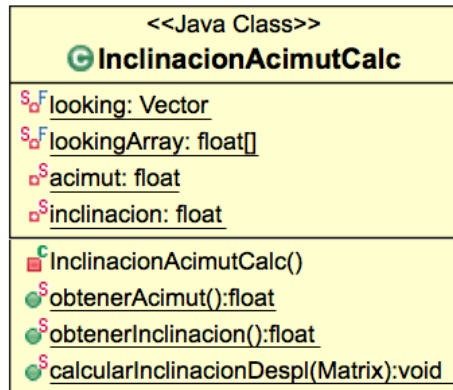 <<Java Class>>
C InclinacionAcimutCalc
S F looking: Vector
S F lookingArray: float[]
S acimut: float
S inclinacion: float
C InclinacionAcimutCalc()
S obtenerAcimut():float
S obtenerInclinacion():float
S calcularInclinacionDespl(Matrix):void